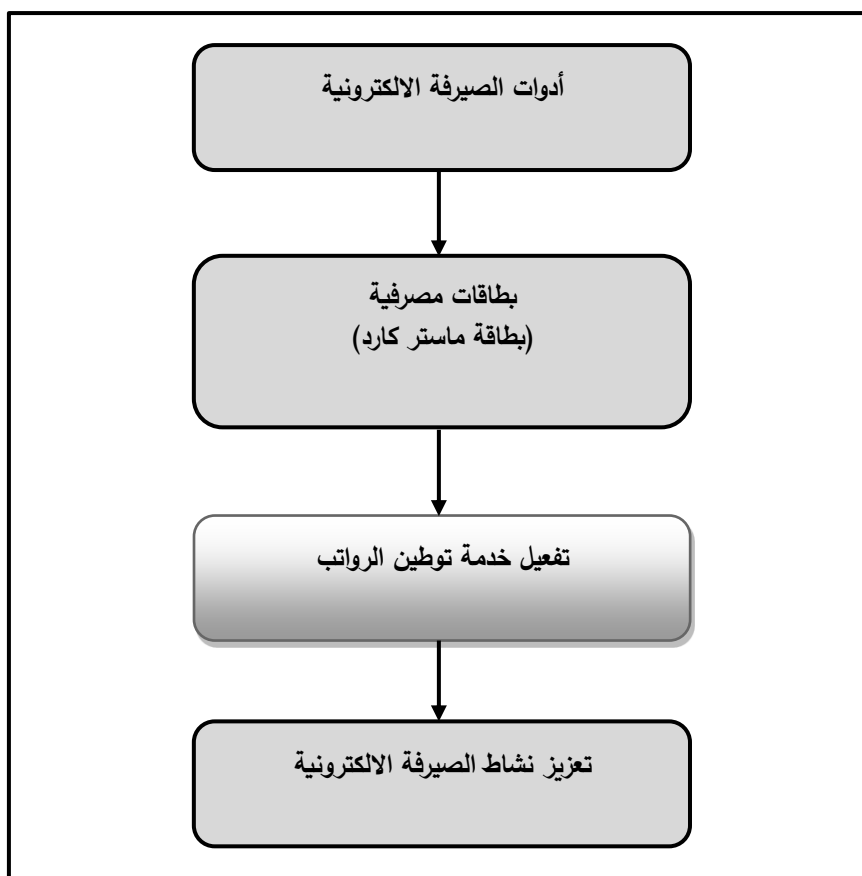 أدوات الصيرفة الالكترونية
بطاقات مصرفية
(بطاقة ماستر كارد)
تفعيل خدمة توطين الرواتب
تعزيز نشاط الصيرفة الالكترونية